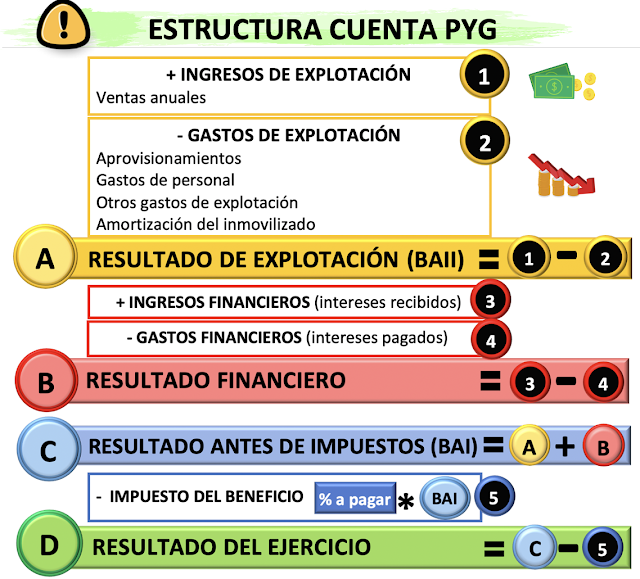 !
ESTRUCTURA CUENTA PYG
+ INGRESOS DE EXPLOTACIÓN
1
Ventas anuales
- GASTOS DE EXPLOTACIÓN
2
Aprovisionamientos
Gastos de personal
Otros gastos de explotación
Amortización del inmovilizado
A RESULTADO DE EXPLOTACIÓN (BAII) = 1 - 2
+ INGRESOS FINANCIEROS (intereses recibidos) 3
- GASTOS FINANCIEROS (intereses pagados) 4
B RESULTADO FINANCIERO = 3 - 4
C RESULTADO ANTES DE IMPUESTOS (BAI) = A + B
- IMPUESTO DEL BENEFICIO % a pagar * BAI 5
D RESULTADO DEL EJERCICIO = C - 5